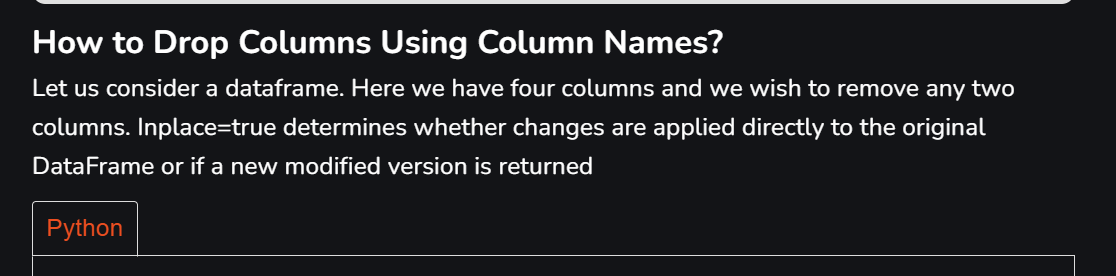 How to Drop Columns Using Column Names?
Let us consider a dataframe. Here we have four columns and we wish to remove any two
columns. Inplace=true determines whether changes are applied directly to the original
DataFrame or if a new modified version is returned
Python